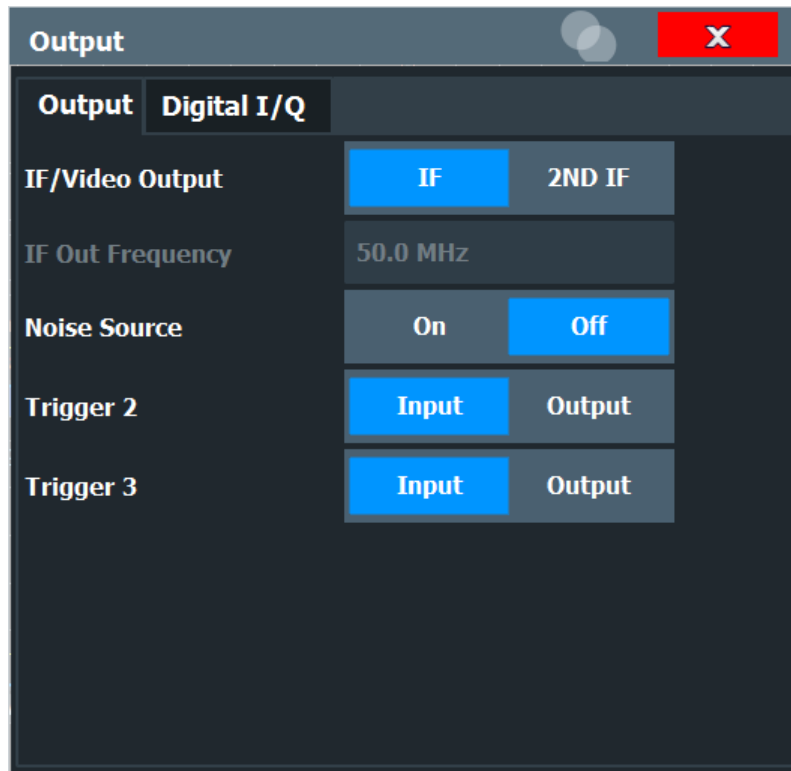 Output
X
Output Digital I/Q
IF/Video Output IF 2ND IF
IF Out Frequency 50.0 MHz
Noise Source On Off
Trigger 2 Input Output
Trigger 3 Input Output